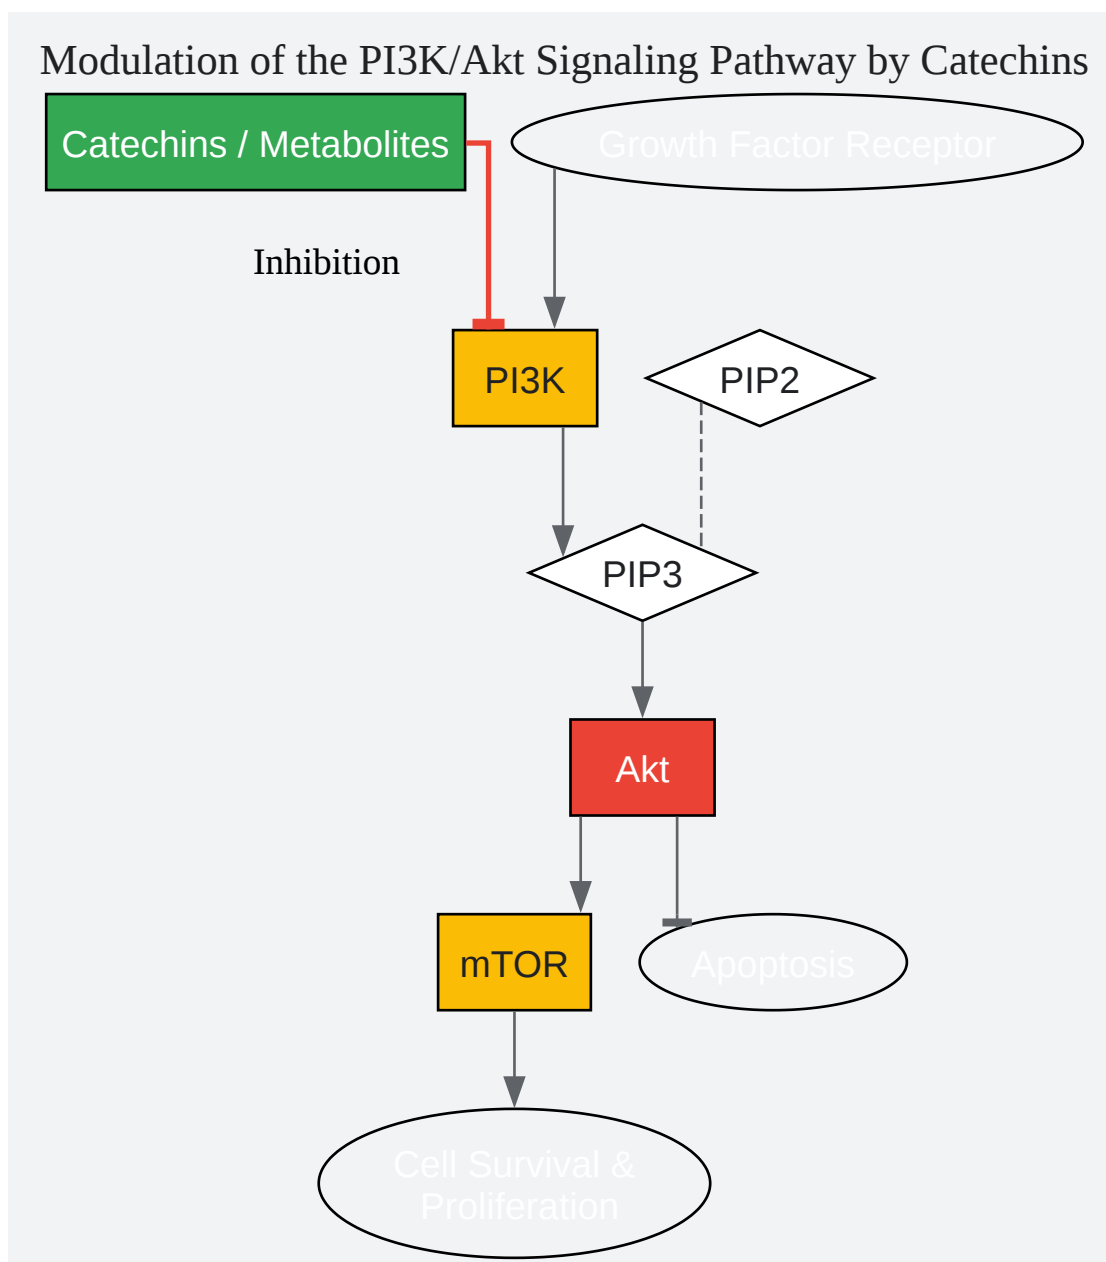 Modulation of the PI3K/Akt Signaling Pathway by Catechins
Catechins / Metabolites
Growth Factor Receptor
Inhibition
PI3K
PIP2
PIP3
Akt
mTOR
Apoptosis
Cell Survival &
Proliferation